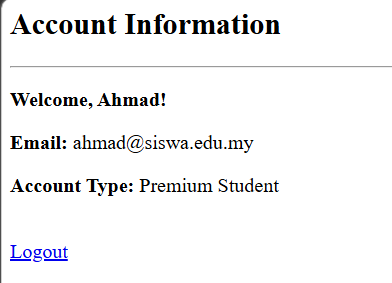 Account Information
Welcome, Ahmad!
Email: ahmad@siswa.edu.my
Account Type: Premium Student
Logout